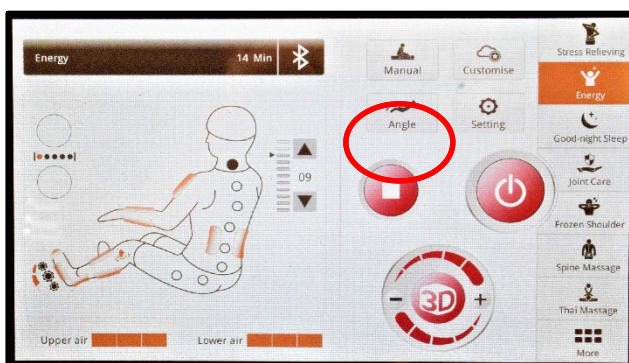 Energy 14 Min
Manual
Customise
Angle
Setting
09
3D
Upper air
Lower air
Stress Relieving
Energy
Good-night Sleep
Joint Care
Frozen Shoulder
Spine Massage
Thai Massage
More